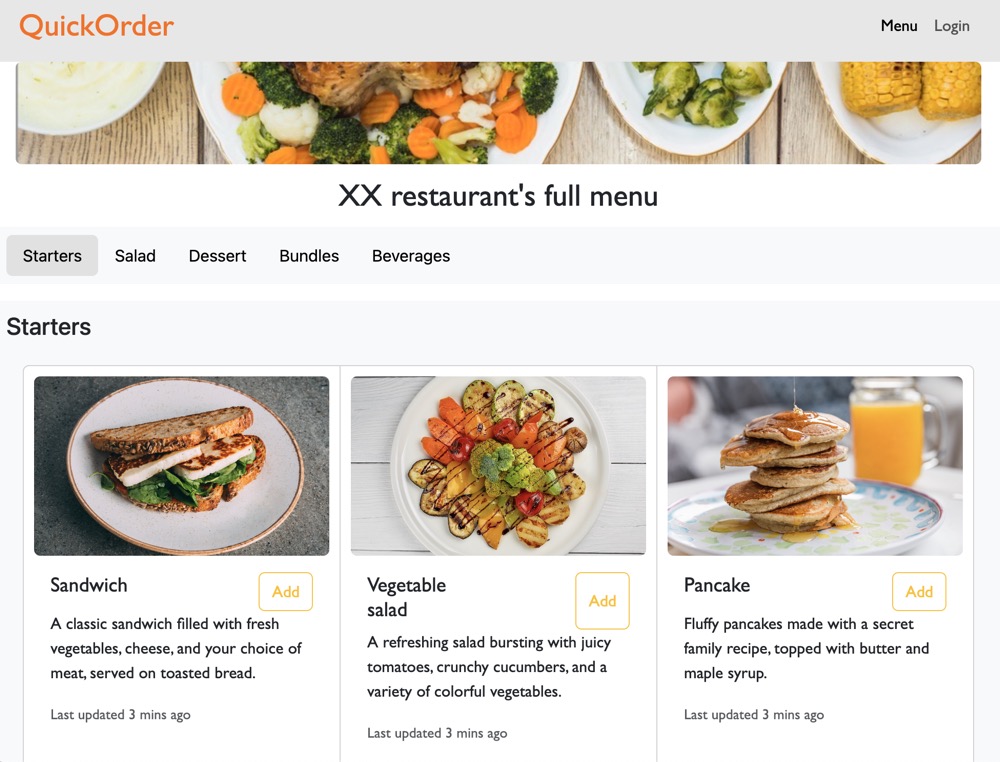 QuickOrder
Menu Login
XX restaurant's full menu
Starters Salad Dessert Bundles Beverages
Starters
Sandwich
Add
A classic sandwich filled with fresh
vegetables, cheese, and your choice of
meat, served on toasted bread.
Last updated 3 mins ago
Vegetable
salad
Add
A refreshing salad bursting with juicy
tomatoes, crunchy cucumbers, and a
variety of colorful vegetables.
Last updated 3 mins ago
Pancake
Add
Fluffy pancakes made with a secret
family recipe, topped with butter and
maple syrup.
Last updated 3 mins ago